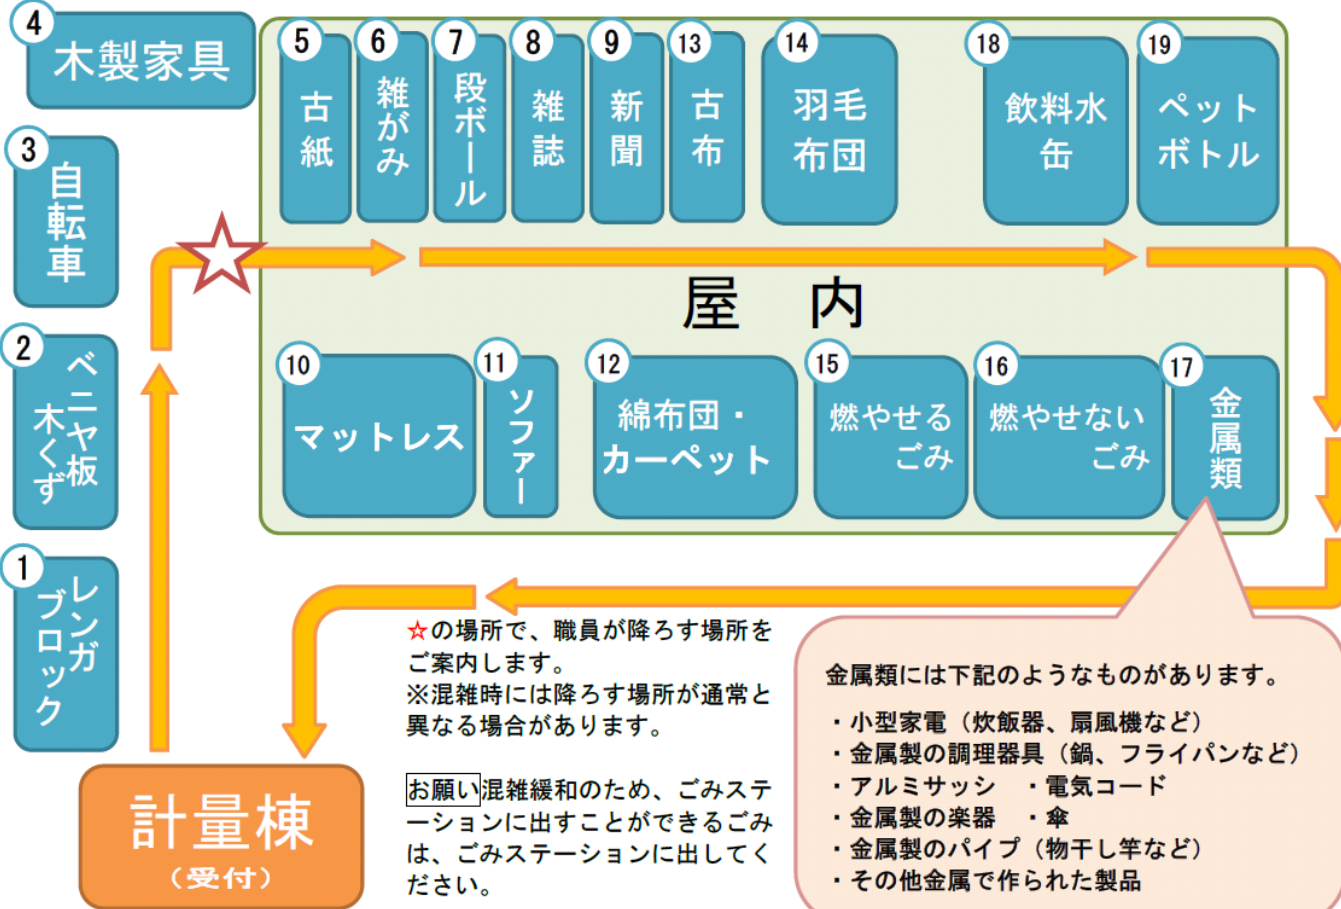 ④
木製家具
③
自転車
②
ベニヤ板
木くず
①
レンガ
ブロック
⑤
古紙
⑥
雑がみ
⑦
段ボール
⑧
雑誌
⑨
新聞
⑬
古布
⑭
羽毛
布団
⑱
飲料水
缶
⑲
ペット
ボトル
屋 内
⑩
マットレス
⑪
ソファー
⑫
綿布団・
カーペット
⑮
燃やせる
ごみ
⑯
燃やせない
ごみ
⑰
金属類
計量棟
（受付）
☆の場所で、職員が降ろす場所を
ご案内します。
※混雑時には降ろす場所が通常と
異なる場合があります。
お願い混雑緩和のため、ごみステ
ーションに出すことができるごみ
は、ごみステーションに出してく
ださい。
金属類には下記のようなものがあります。
・小型家電（炊飯器、扇風機など）
・金属製の調理器具（鍋、フライパンなど）
・アルミサッシ ・電気コード
・金属製の楽器 ・傘
・金属製のパイプ（物干し竿など）
・その他金属で作られた製品